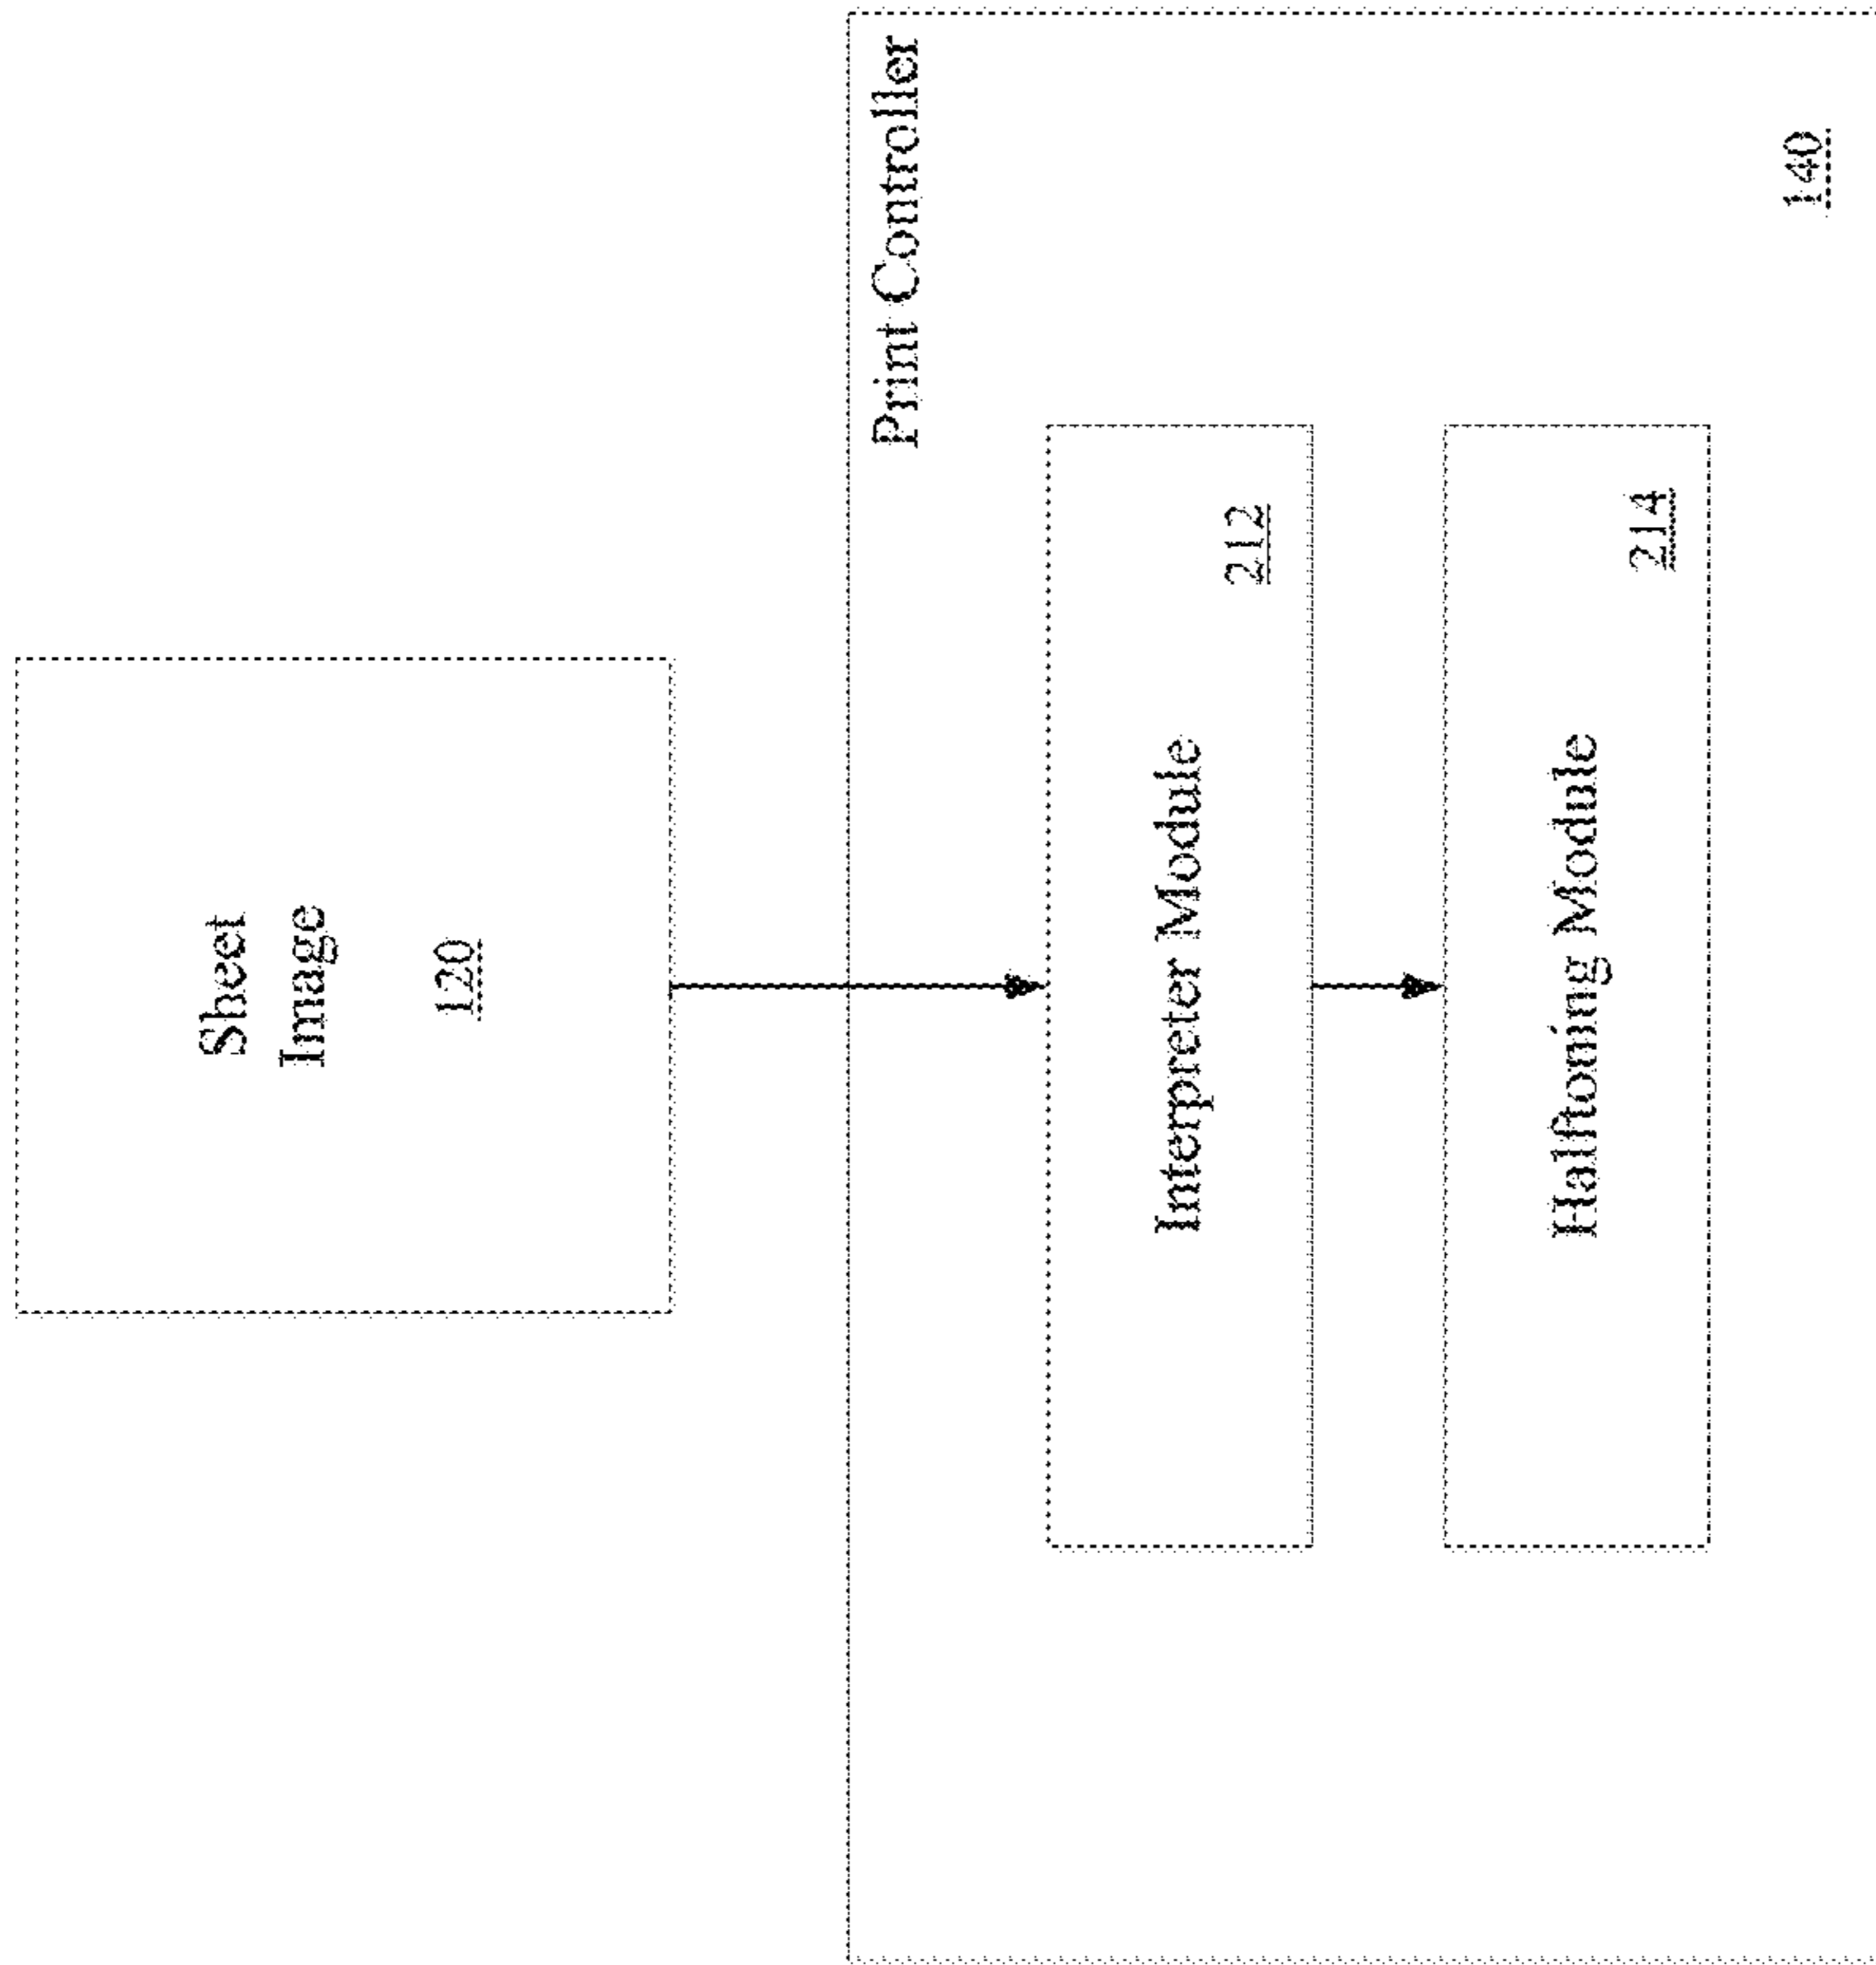 Sheet
Image
120
Print Controller
Interpreter Module
212
Halftoning Module
214
140